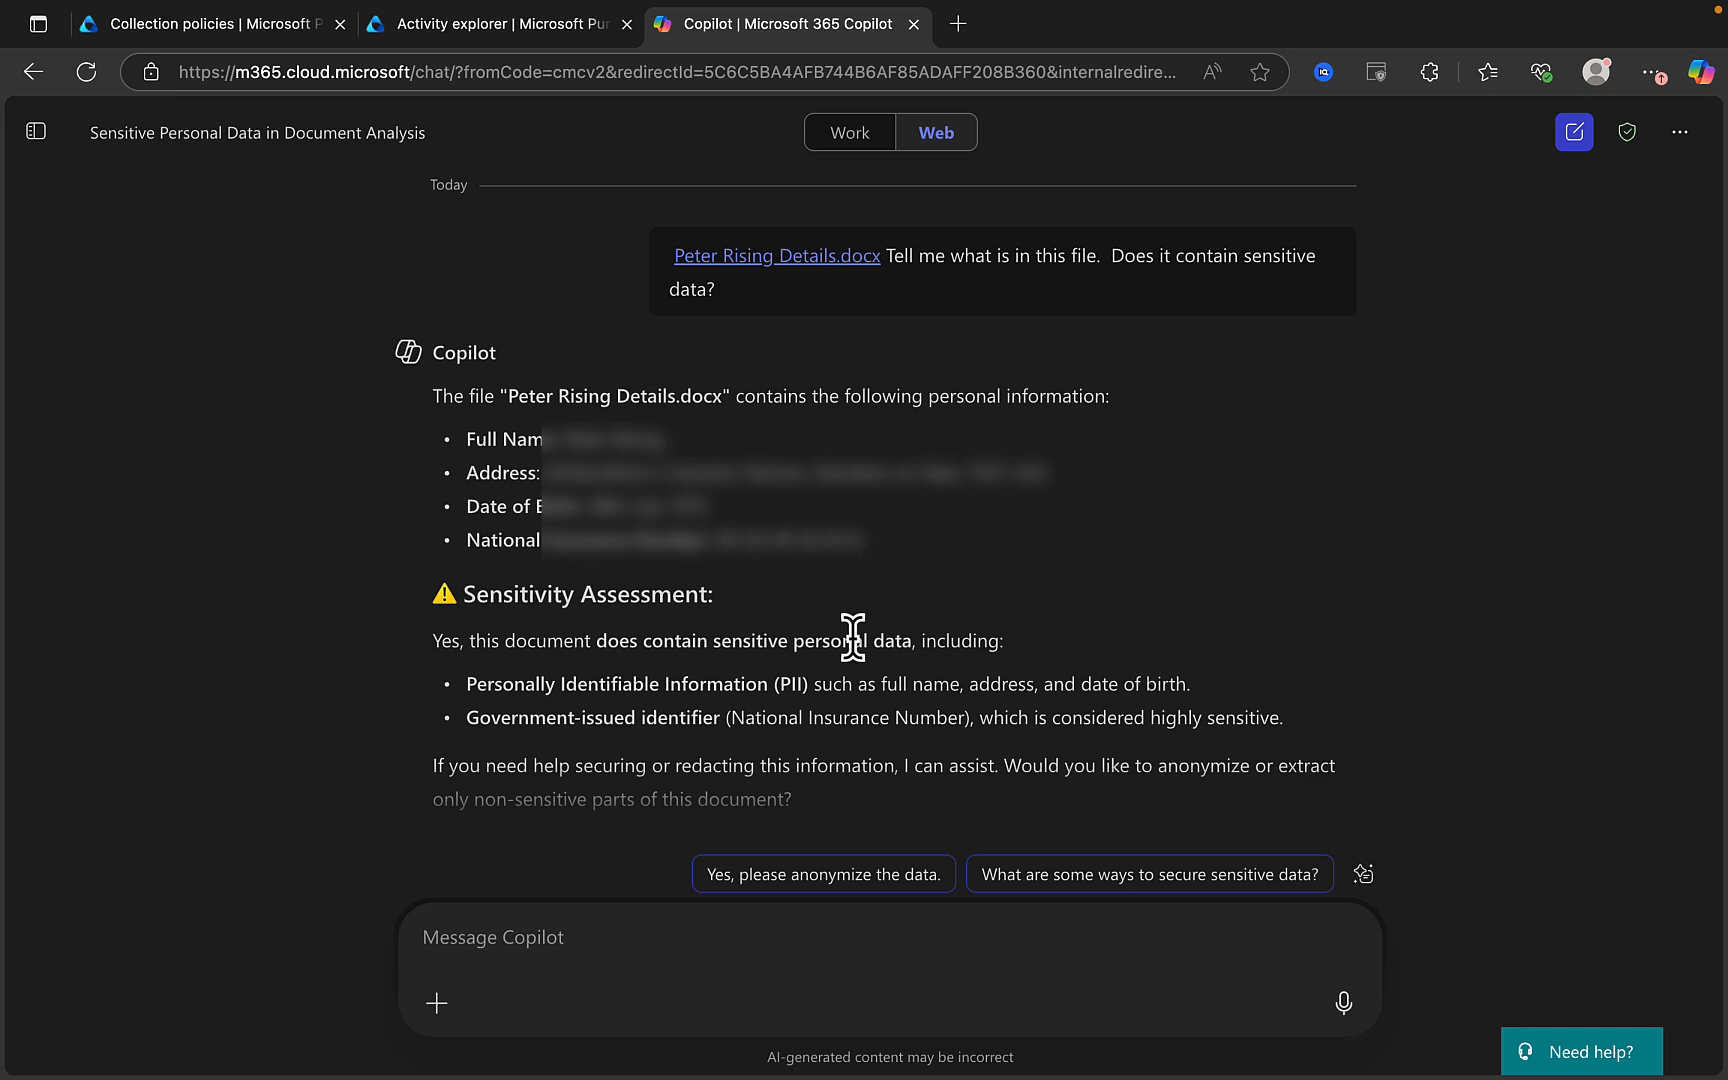 Collection policies | Microsoft P
Activity explorer | Microsoft Pur
Copilot | Microsoft 365 Copilot
https://m365.cloud.microsoft/chat/?fromCode=cmcv2&redirectId=5C6C5BA4AFB744B6AF85ADAFF208B360&internalredire...
Sensitive Personal Data in Document Analysis
Work
Web
Today
Peter Rising Details.docx Tell me what is in this file. Does it contain sensitive
data?
Copilot
The file "Peter Rising Details.docx" contains the following personal information:
• Full Nam
• Address:
• Date of B
• National
⚠ Sensitivity Assessment:
Yes, this document does contain sensitive personal data, including:
• Personally Identifiable Information (PII) such as full name, address, and date of birth.
• Government-issued identifier (National Insurance Number), which is considered highly sensitive.
If you need help securing or redacting this information, I can assist. Would you like to anonymize or extract
only non-sensitive parts of this document?
Yes, please anonymize the data.
What are some ways to secure sensitive data?
Message Copilot
AI-generated content may be incorrect
Need help?